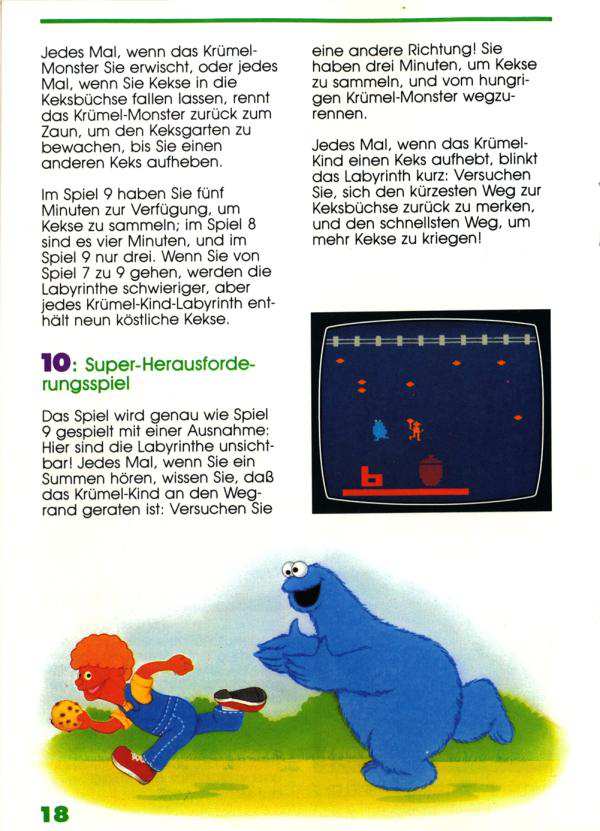 Jedes Mal, wenn das Krümel-
Monster Sie erwischt, oder jedes
Mal, wenn Sie Kekse in die
Keksbüchse fallen lassen, rennt
das Krümel-Monster zurück zum
Zaun, um den Keksgarten zu
bewachen, bis Sie einen
anderen Keks aufheben.
Im Spiel 9 haben Sie fünf
Minuten zur Verfügung, um
Kekse zu sammeln; im Spiel 8
sind es vier Minuten, und im
Spiel 9 nur drei. Wenn Sie von
Spiel 7 zu 9 gehen, werden die
Labyrinthe schwieriger, aber
jedes Krümel-Kind-Labyrinth ent-
hält neun köstliche Kekse.
10: Super-Herausforde-
rungsspiel
Das Spiel wird genau wie Spiel
9 gespielt mit einer Ausnahme:
Hier sind die Labyrinthe unsicht-
bar! Jedes Mal, wenn Sie ein
Summen hören, wissen Sie, daß
das Krümel-Kind an den Weg-
rand geraten ist: Versuchen Sie
eine andere Richtung! Sie
haben drei Minuten, um Kekse
zu sammeln, und vom hungri-
gen Krümel-Monster wegzu-
rennen.
Jedes Mal, wenn das Krümel-
Kind einen Keks aufhebt, blinkt
das Labyrinth kurz: Versuchen
Sie, sich den kürzesten Weg zur
Keksbüchse zurück zu merken,
und den schnellsten Weg, um
mehr Kekse zu kriegen!
6
18